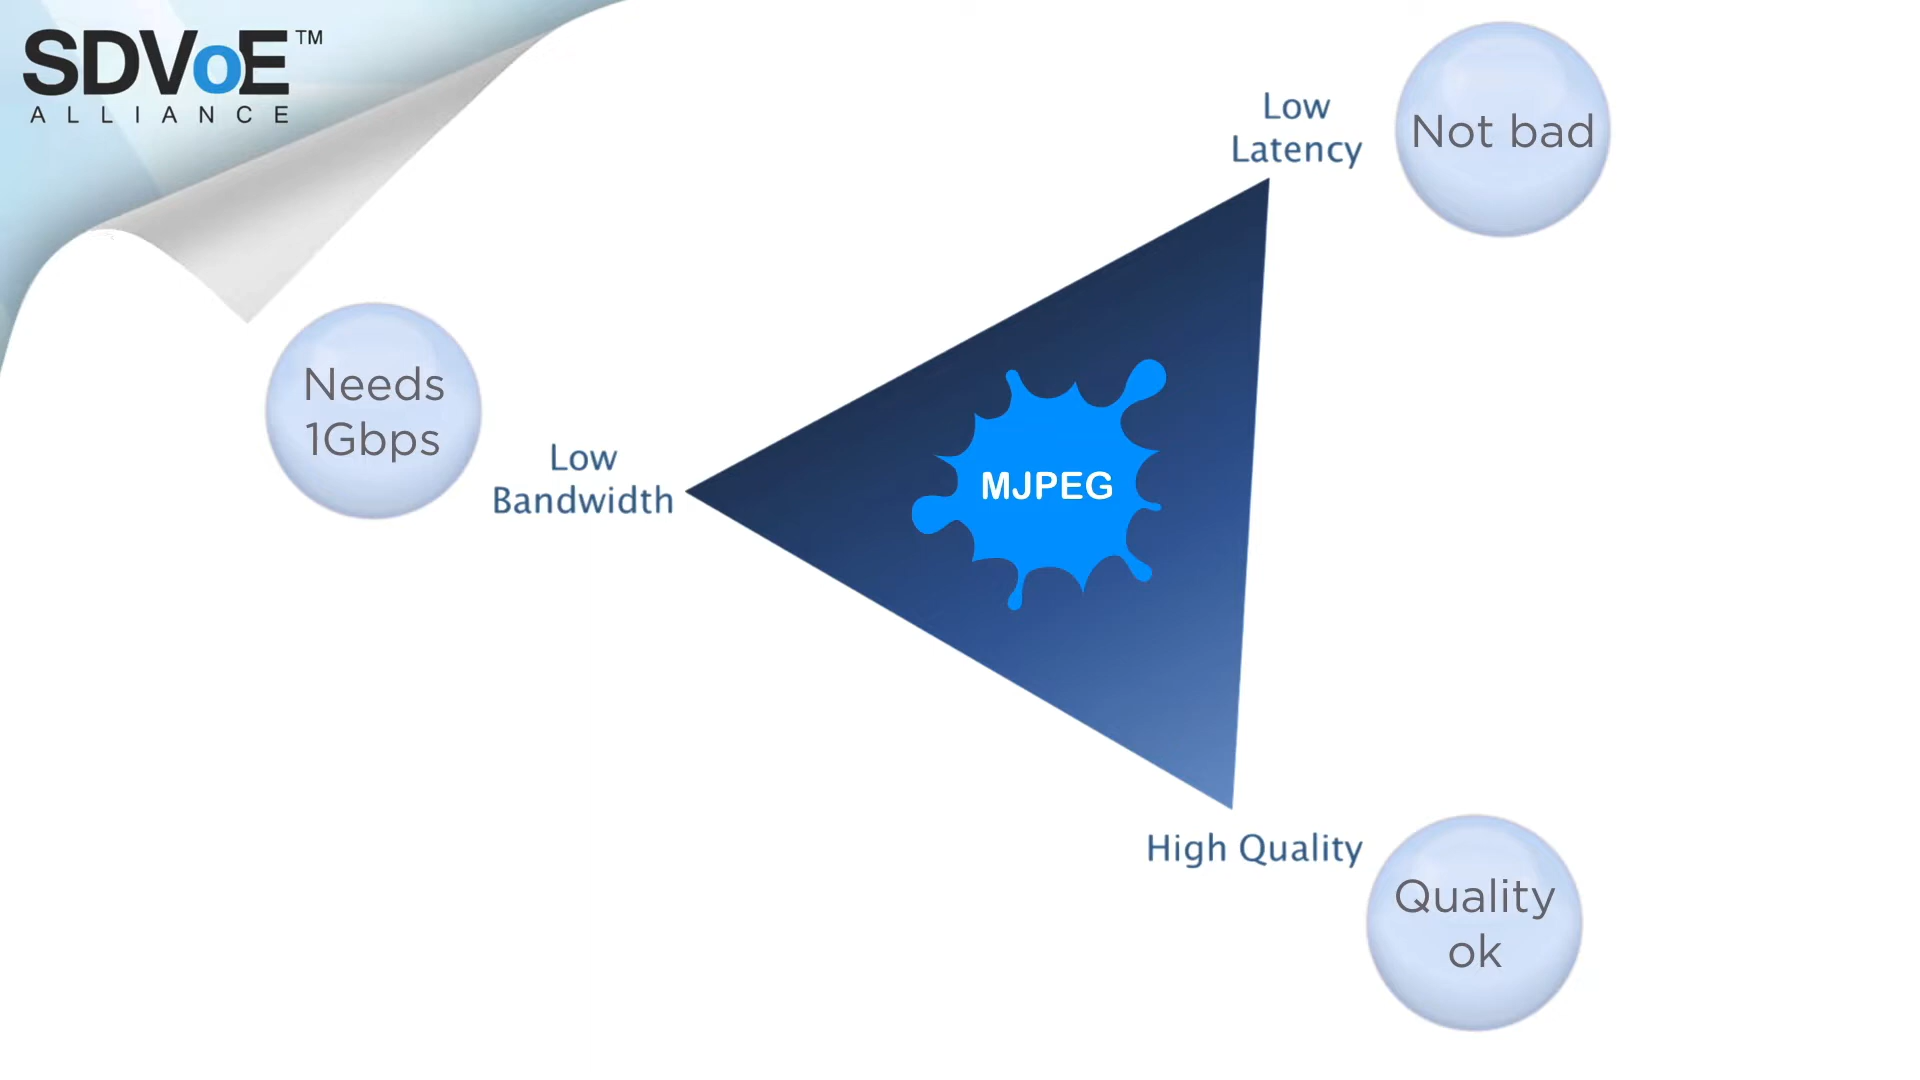 SDVoE™
ALLIANCE
Low
Latency
Not bad
Needs
1Gbps
Low
Bandwidth
MJPEG
High Quality
Quality
ok